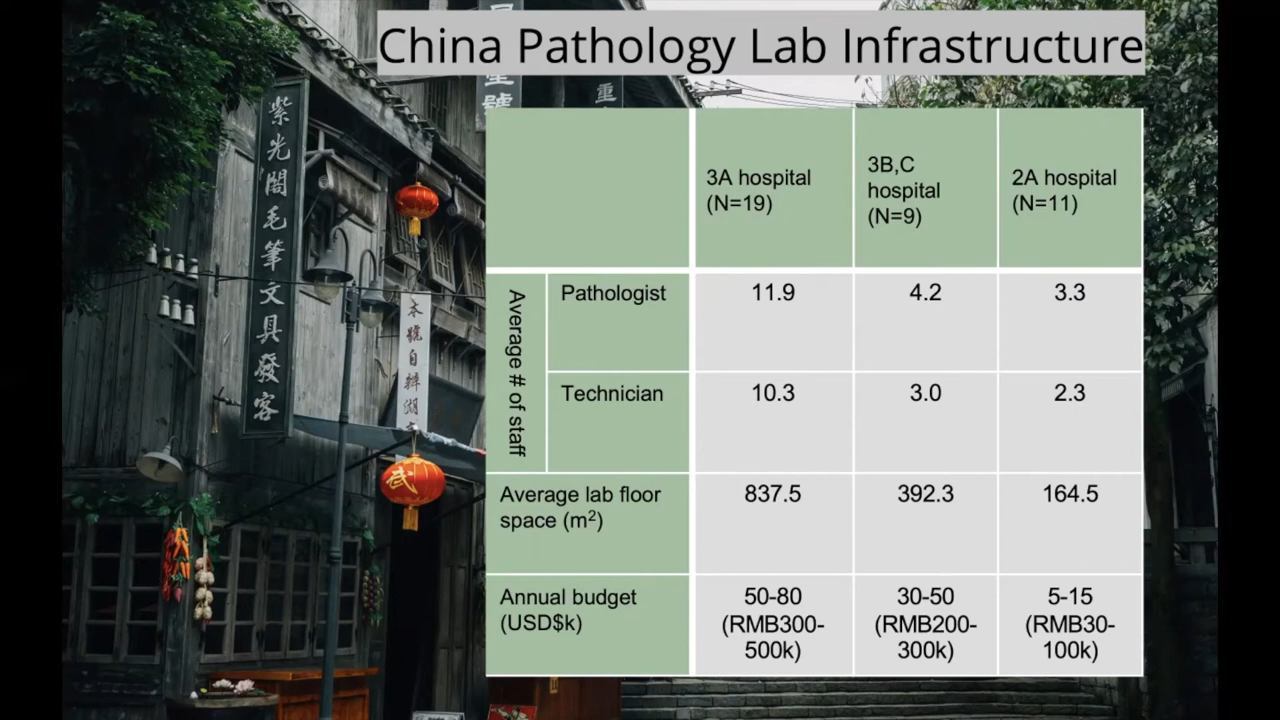 China Pathology Lab Infrastructure
3A hospital
(N=19)
3B,C
hospital
(N=9)
2A hospital
(N=11)
Average # of staff
Pathologist
11.9
4.2
3.3
Technician
10.3
3.0
2.3
Average lab floor
space (m²)
837.5
392.3
164.5
Annual budget
(USD$k)
50-80
(RMB300-
500k)
30-50
(RMB200-
300k)
5-15
(RMB30-
100k)
紫光閣毛筆文具發客
本號自
武
號
重